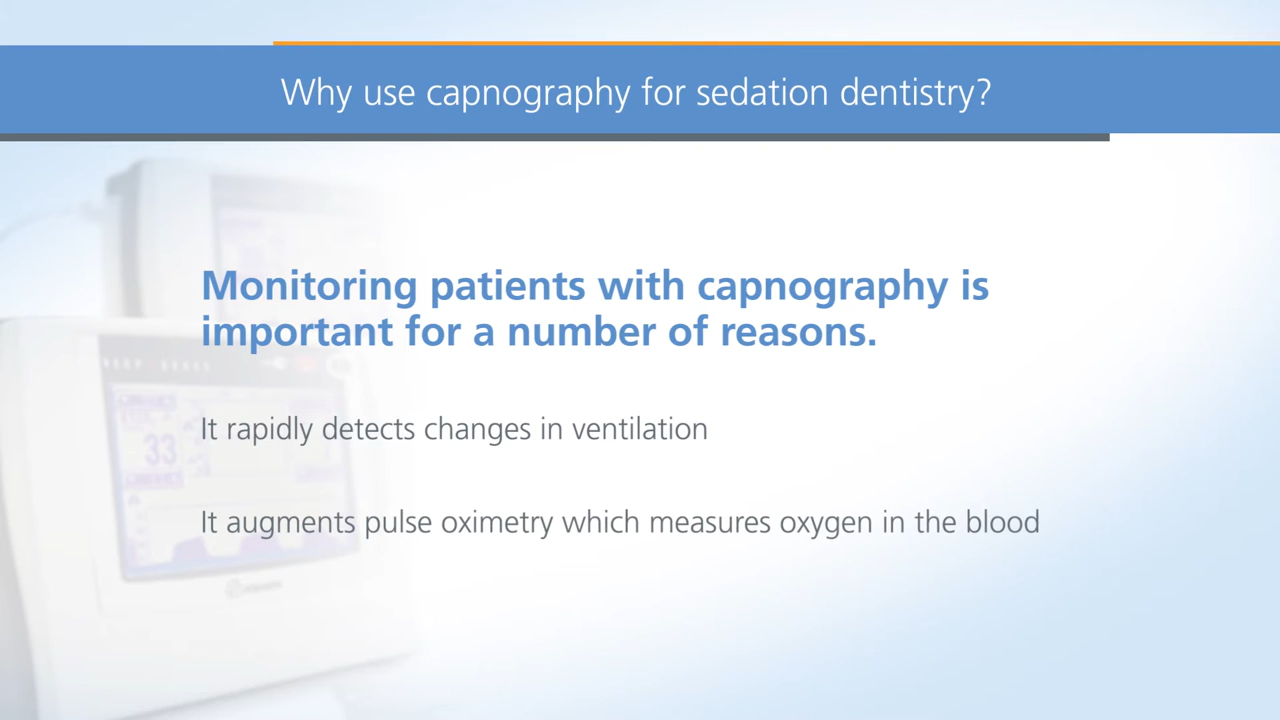 Why use capnography for sedation dentistry?
Monitoring patients with capnography is
important for a number of reasons.
It rapidly detects changes in ventilation
33
It augments pulse oximetry which measures oxygen in the blood